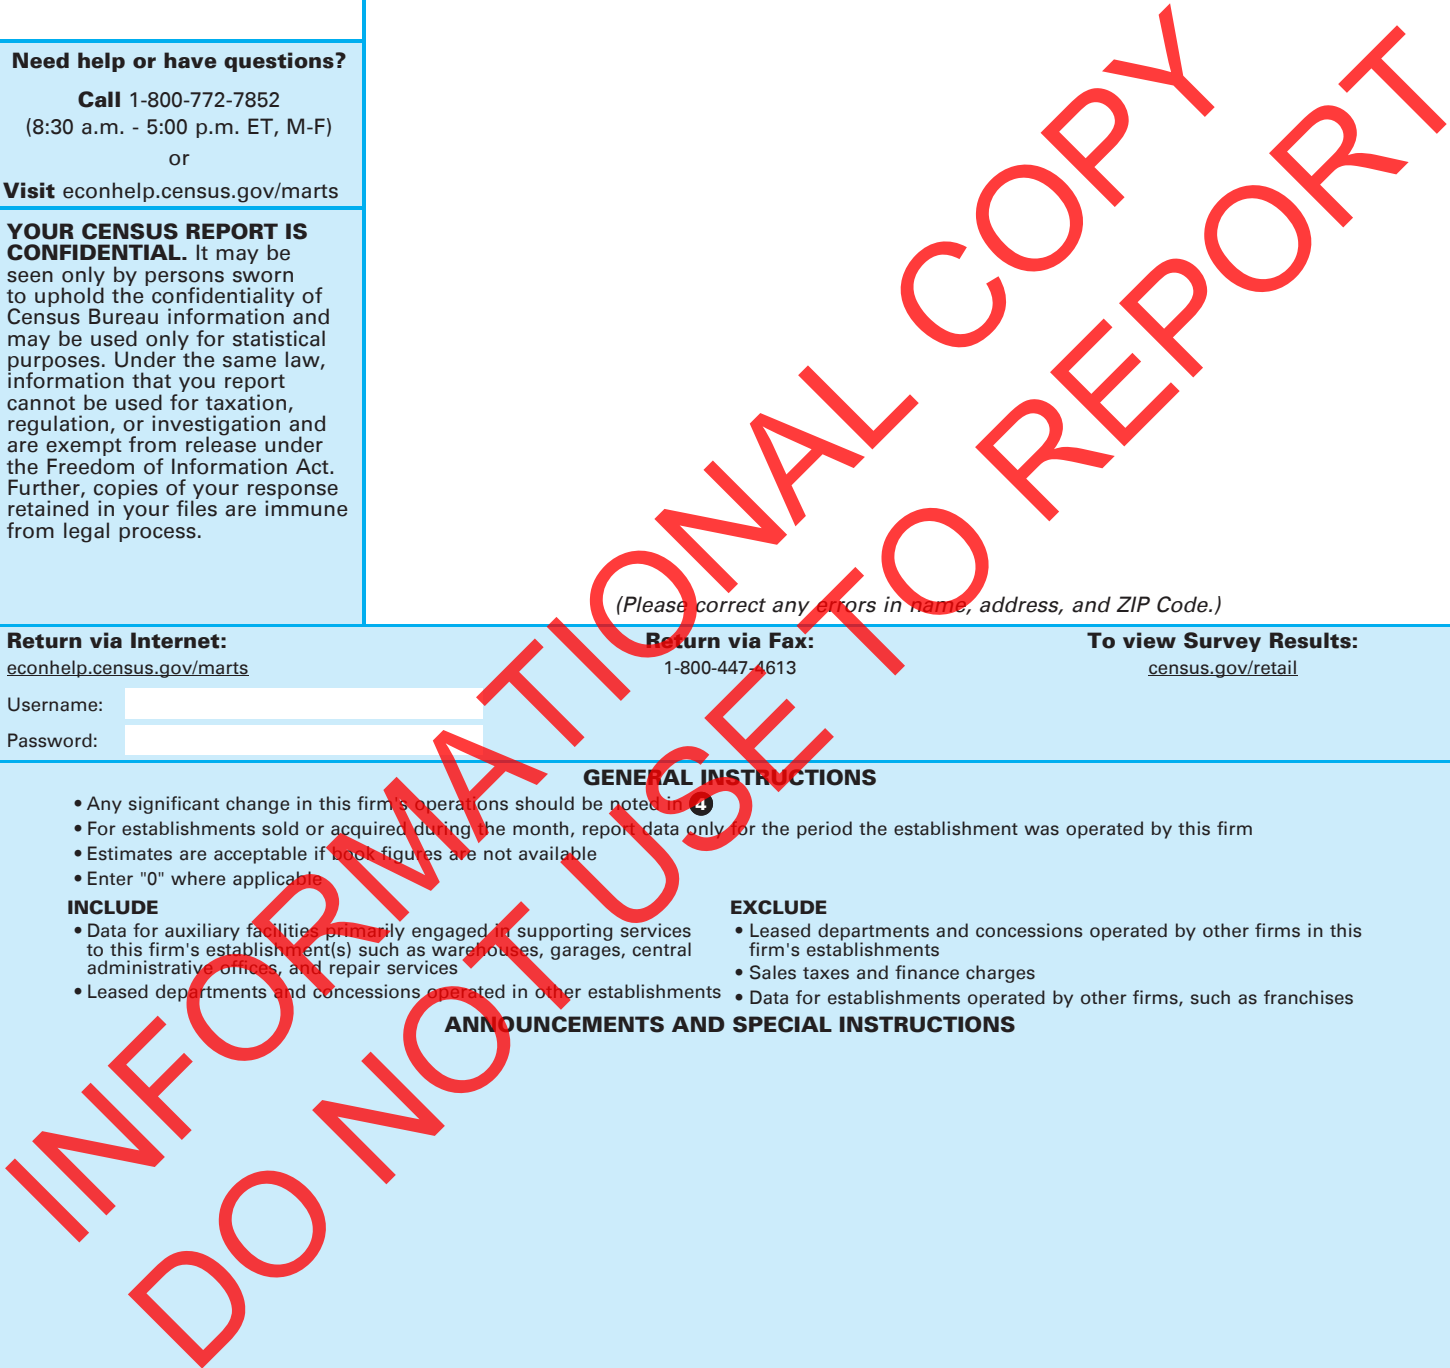 Need help or have questions?
Call 1-800-772-7852
(8:30 a.m. - 5:00 p.m. ET, M-F)
or
Visit econhelp.census.gov/marts
YOUR CENSUS REPORT IS
CONFIDENTIAL. It may be
seen only by persons sworn
to uphold the confidentiality of
Census Bureau information and
may be used only for statistical
purposes. Under the same law,
information that you report
cannot be used for taxation,
regulation, or investigation and
are exempt from release under
the Freedom of Information Act.
Further, copies of your response
retained in your files are immune
from legal process.
(Please correct any errors in name, address, and ZIP Code.)
Return via Internet:
econhelp.census.gov/marts
Username:
Password:
Return via Fax:
1-800-447-4613
To view Survey Results:
census.gov/retail
GENERAL INSTRUCTIONS
• Any significant change in this firm's operations should be noted in 4
• For establishments sold or acquired during the month, report data only for the period the establishment was operated by this firm
• Estimates are acceptable if book figures are not available
• Enter "0" where applicable
INCLUDE
• Data for auxiliary facilities primarily engaged in supporting services
to this firm's establishment(s) such as warehouses, garages, central
administrative offices, and repair services
• Leased departments and concessions operated in other establishments
EXCLUDE
• Leased departments and concessions operated by other firms in this
firm's establishments
• Sales taxes and finance charges
• Data for establishments operated by other firms, such as franchises
ANNOUNCEMENTS AND SPECIAL INSTRUCTIONS
INFORMATIONAL COPY
DO NOT USE TO REPORT